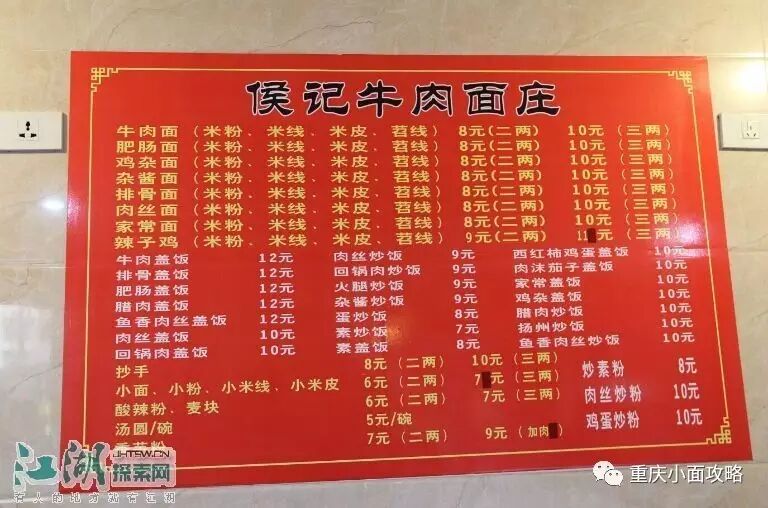 侯记牛肉面庄
牛肉面（米粉、米线、米皮、苕线） 8元(二两) 10元（三两）
肥肠面（米粉、米线、米皮、苕线） 8元(二两) 10元（三两）
鸡杂面（米粉、米线、米皮、苕线） 8元(二两) 10元（三两）
杂酱面（米粉、米线、米皮、苕线） 8元(二两) 10元（三两）
排骨面（米粉、米线、米皮、苕线） 8元(二两) 10元（三两）
肉丝面（米粉、米线、米皮、苕线） 8元(二两) 10元（三两）
家常面（米粉、米线、米皮、苕线） 8元(二两) 10元（三两）
辣子鸡（米粉、米线、米皮、苕线） 9元(二两) 11元（三两）
牛肉盖饭 12元 肉丝炒饭 9元 西红柿鸡蛋盖饭 10元
排骨盖饭 12元 回锅肉炒饭 9元 肉沫茄子盖饭 10元
肥肠盖饭 12元 火腿炒饭 9元 家常盖饭 10元
腊肉盖饭 12元 杂酱炒饭 9元 鸡杂盖饭 10元
鱼香肉丝盖饭 12元 蛋炒饭 8元 腊肉炒饭 10元
肉丝盖饭 10元 素炒饭 7元 扬州炒饭 10元
回锅肉盖饭 10元 素盖饭 8元 鱼香肉丝炒饭 10元
抄手 8元（二两） 10元（三两） 炒素粉 8元
小面、小粉、小米线、小米皮 6元（二两） 7元（三两） 肉丝炒粉 10元
酸辣粉、麦块 6元（二两） 7元（三两） 鸡蛋炒粉 10元
汤圆/碗 5元/碗
7元（二两） 9元（加肉
江湖
JHTSW.CN
探索网
有人的地方就有江湖
重庆小面攻略